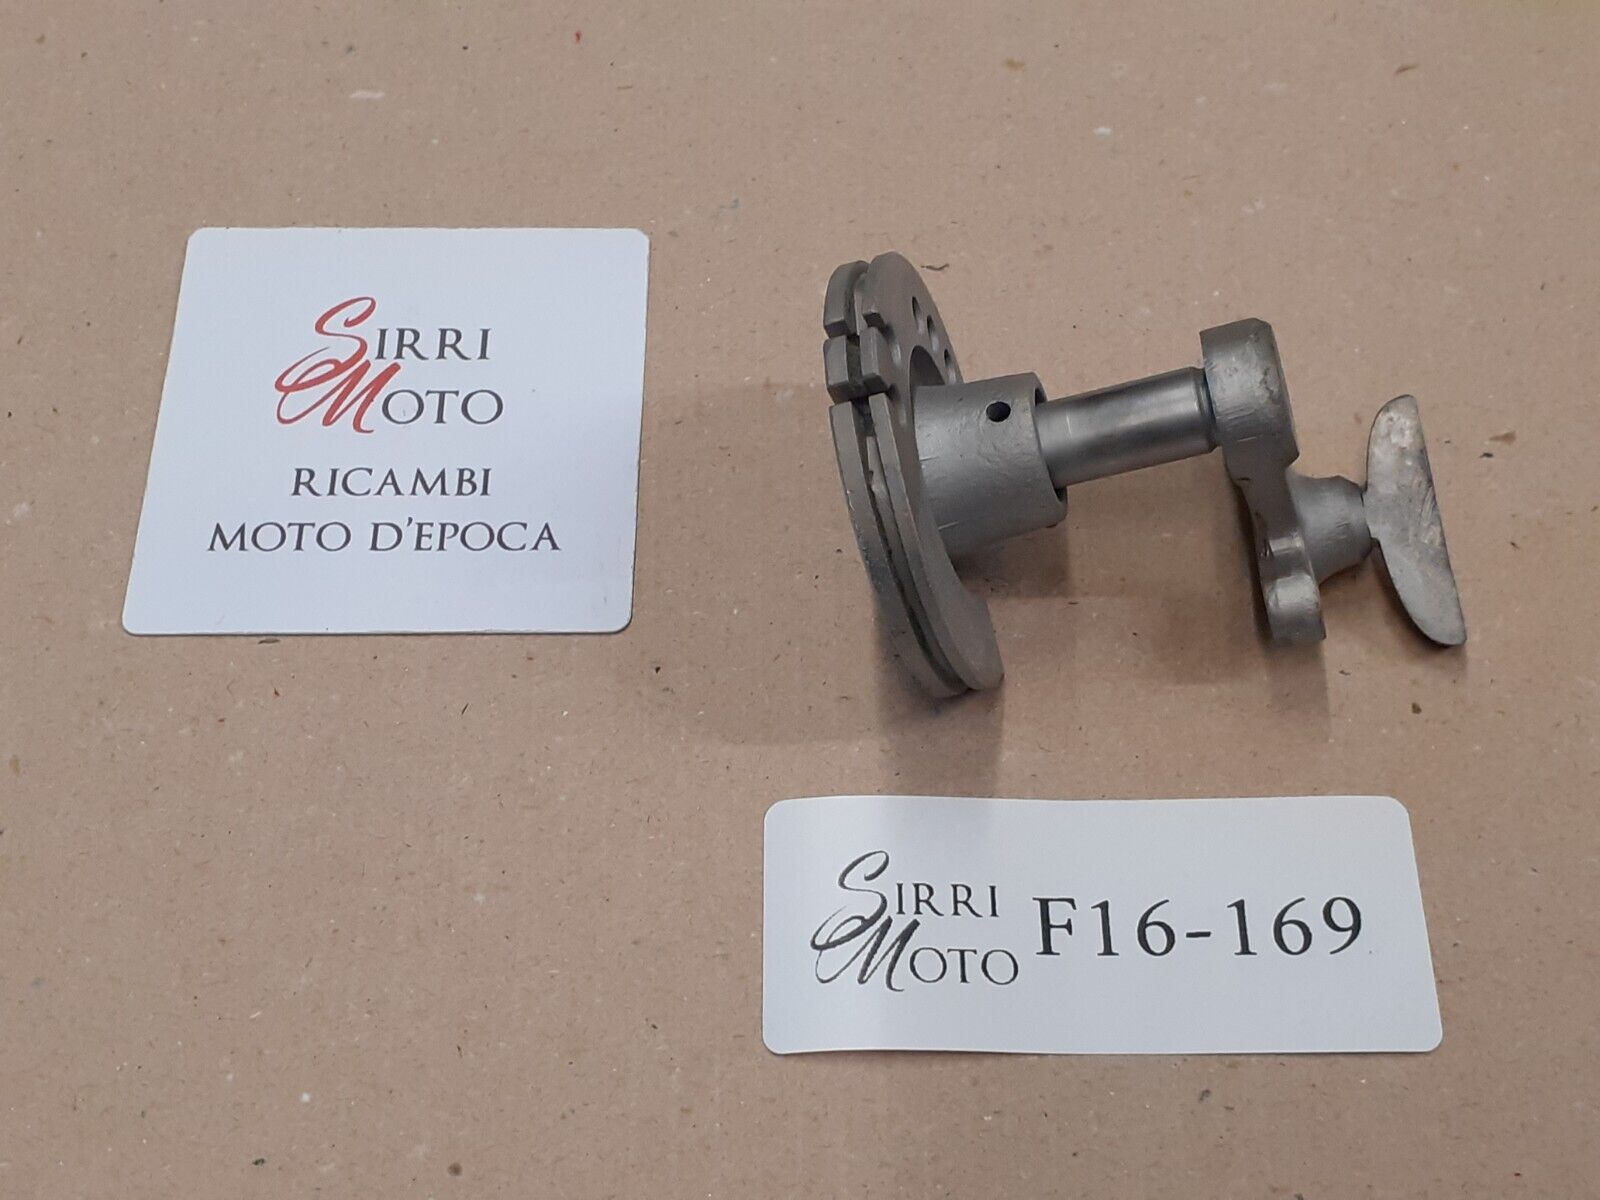 SIRRI
MOTO
RICAMBI
MOTO D'EPOCA
SIRRI
MOTO
F16-169